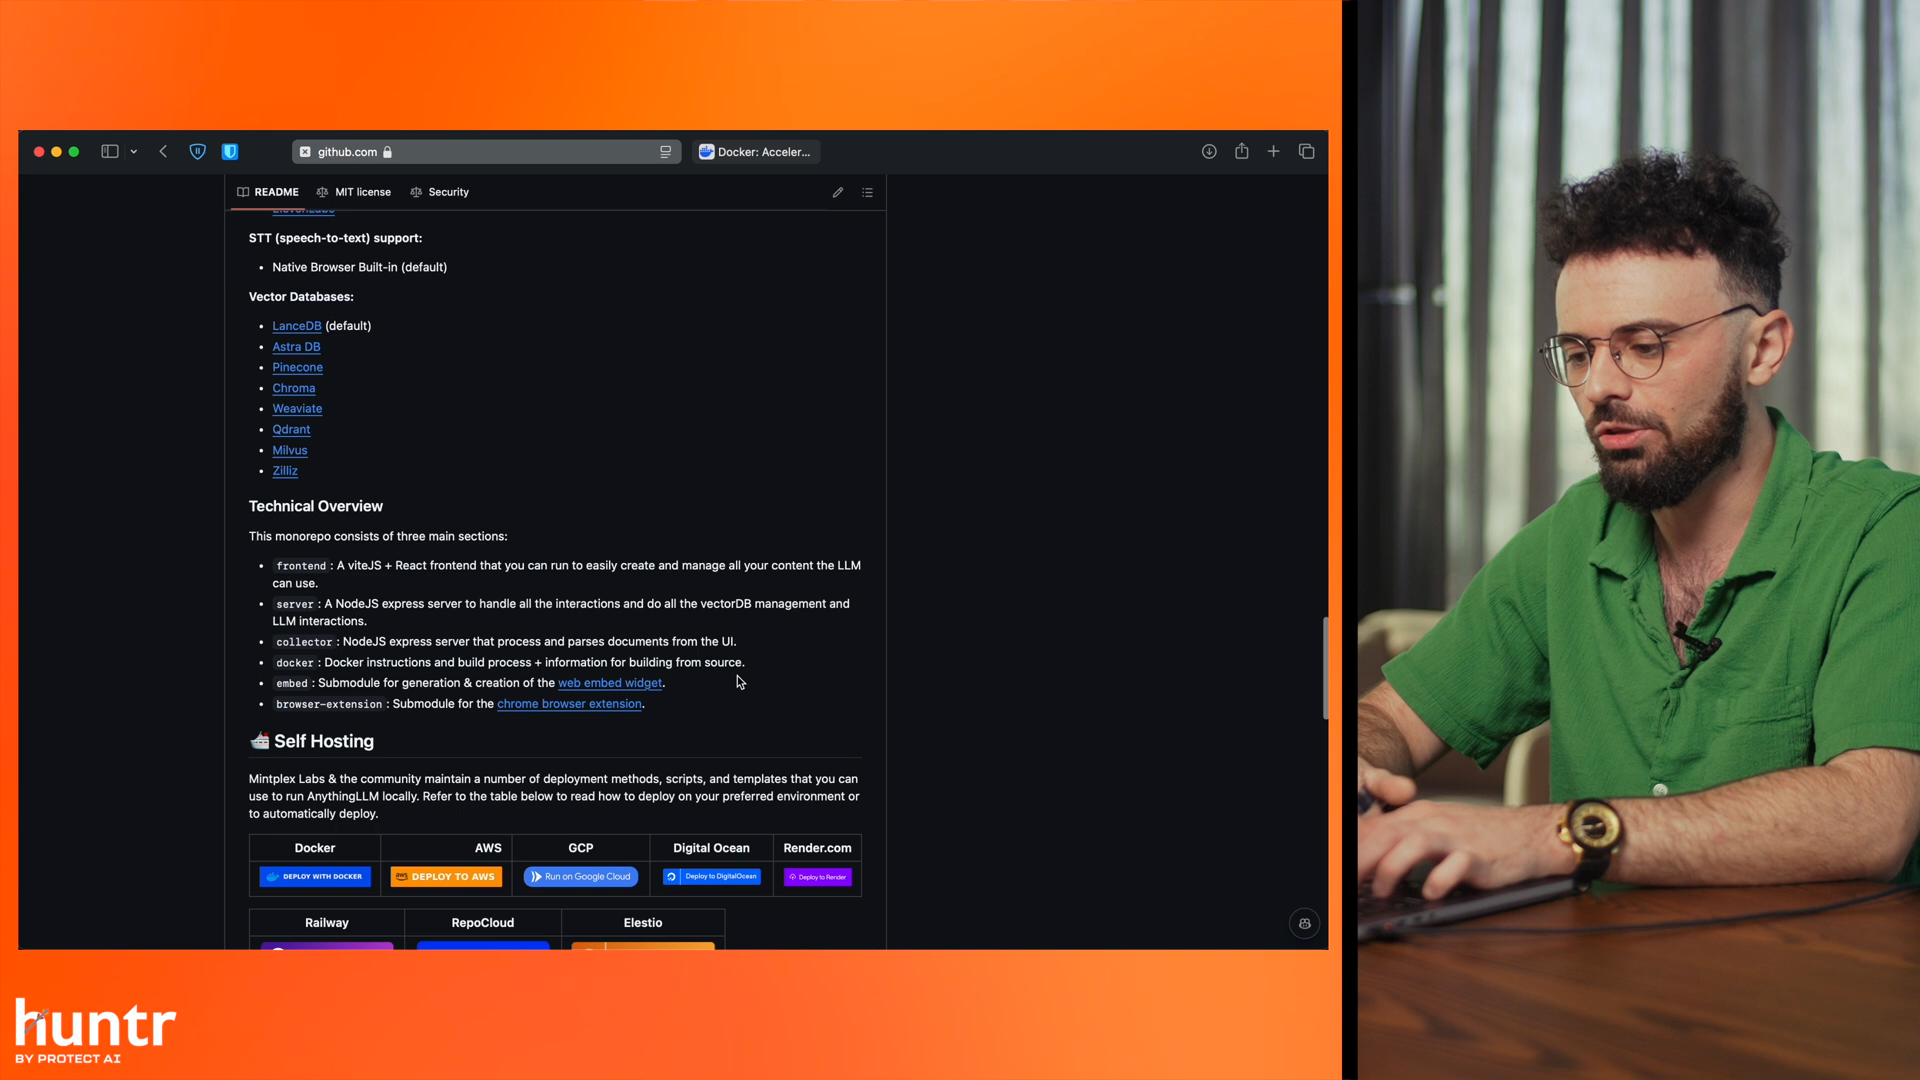 github.com
Docker: Acceler...
README
MIT license
Security
ElevenLabs
STT (speech-to-text) support:
Native Browser Built-in (default)
Vector Databases:
LanceDB (default)
Astra DB
Pinecone
Chroma
Weaviate
Qdrant
Milvus
Zilliz
Technical Overview
This monorepo consists of three main sections:
frontend : A viteJS + React frontend that you can run to easily create and manage all your content the LLM
can use.
server : A NodeJS express server to handle all the interactions and do all the vectorDB management and
LLM interactions.
collector : NodeJS express server that process and parses documents from the UI.
docker : Docker instructions and build process + information for building from source.
embed : Submodule for generation & creation of the web embed widget.
browser-extension : Submodule for the chrome browser extension.
Self Hosting
Mintplex Labs & the community maintain a number of deployment methods, scripts, and templates that you can
use to run AnythingLLM locally. Refer to the table below to read how to deploy on your preferred environment or
to automatically deploy.
Docker AWS GCP Digital Ocean Render.com
DEPLOY WITH DOCKER aws DEPLOY TO AWS Run on Google Cloud Deploy to DigitalOcean Deploy to Render
Railway RepoCloud Elestio
huntr
BY PROTECT AI